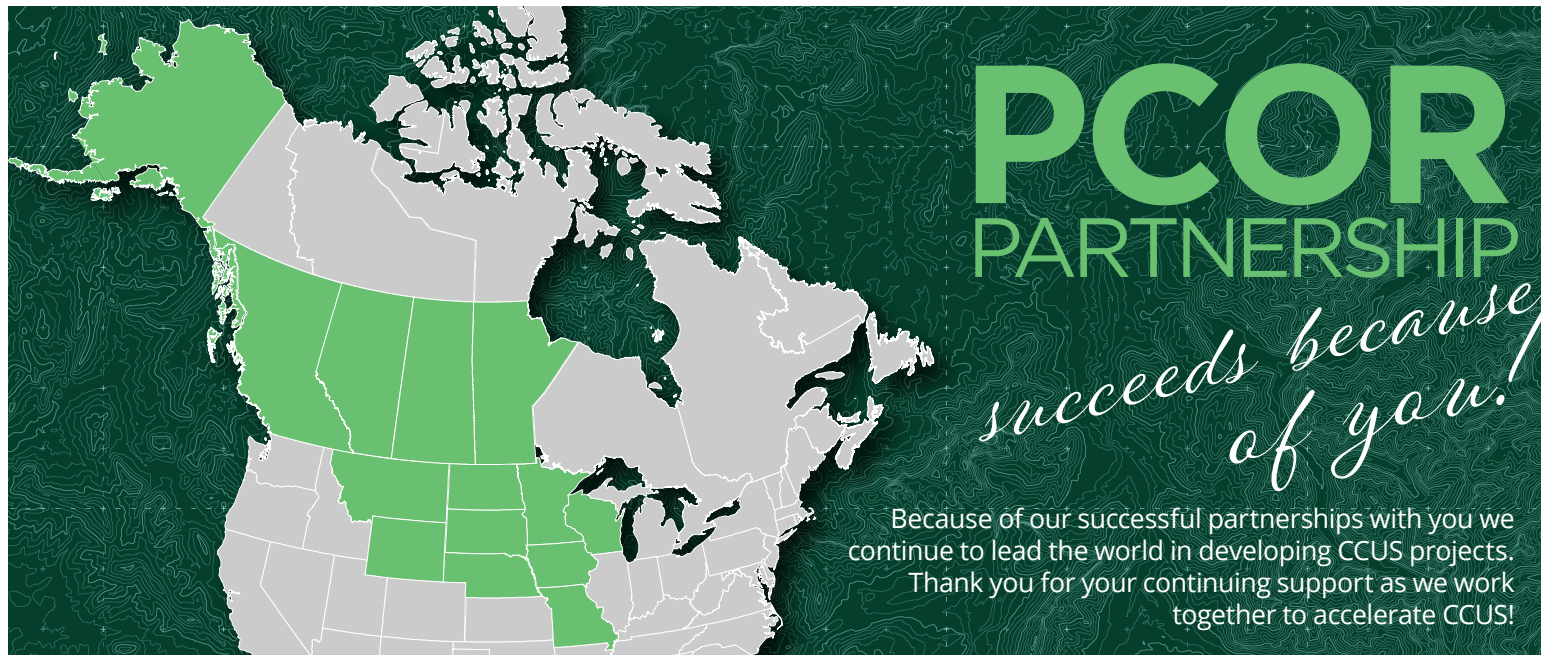 PCOR
PARTNERSHIP
succeeds because
of you!
Because of our successful partnerships with you we
continue to lead the world in developing CCUS projects.
Thank you for your continuing support as we work
together to accelerate CCUS!